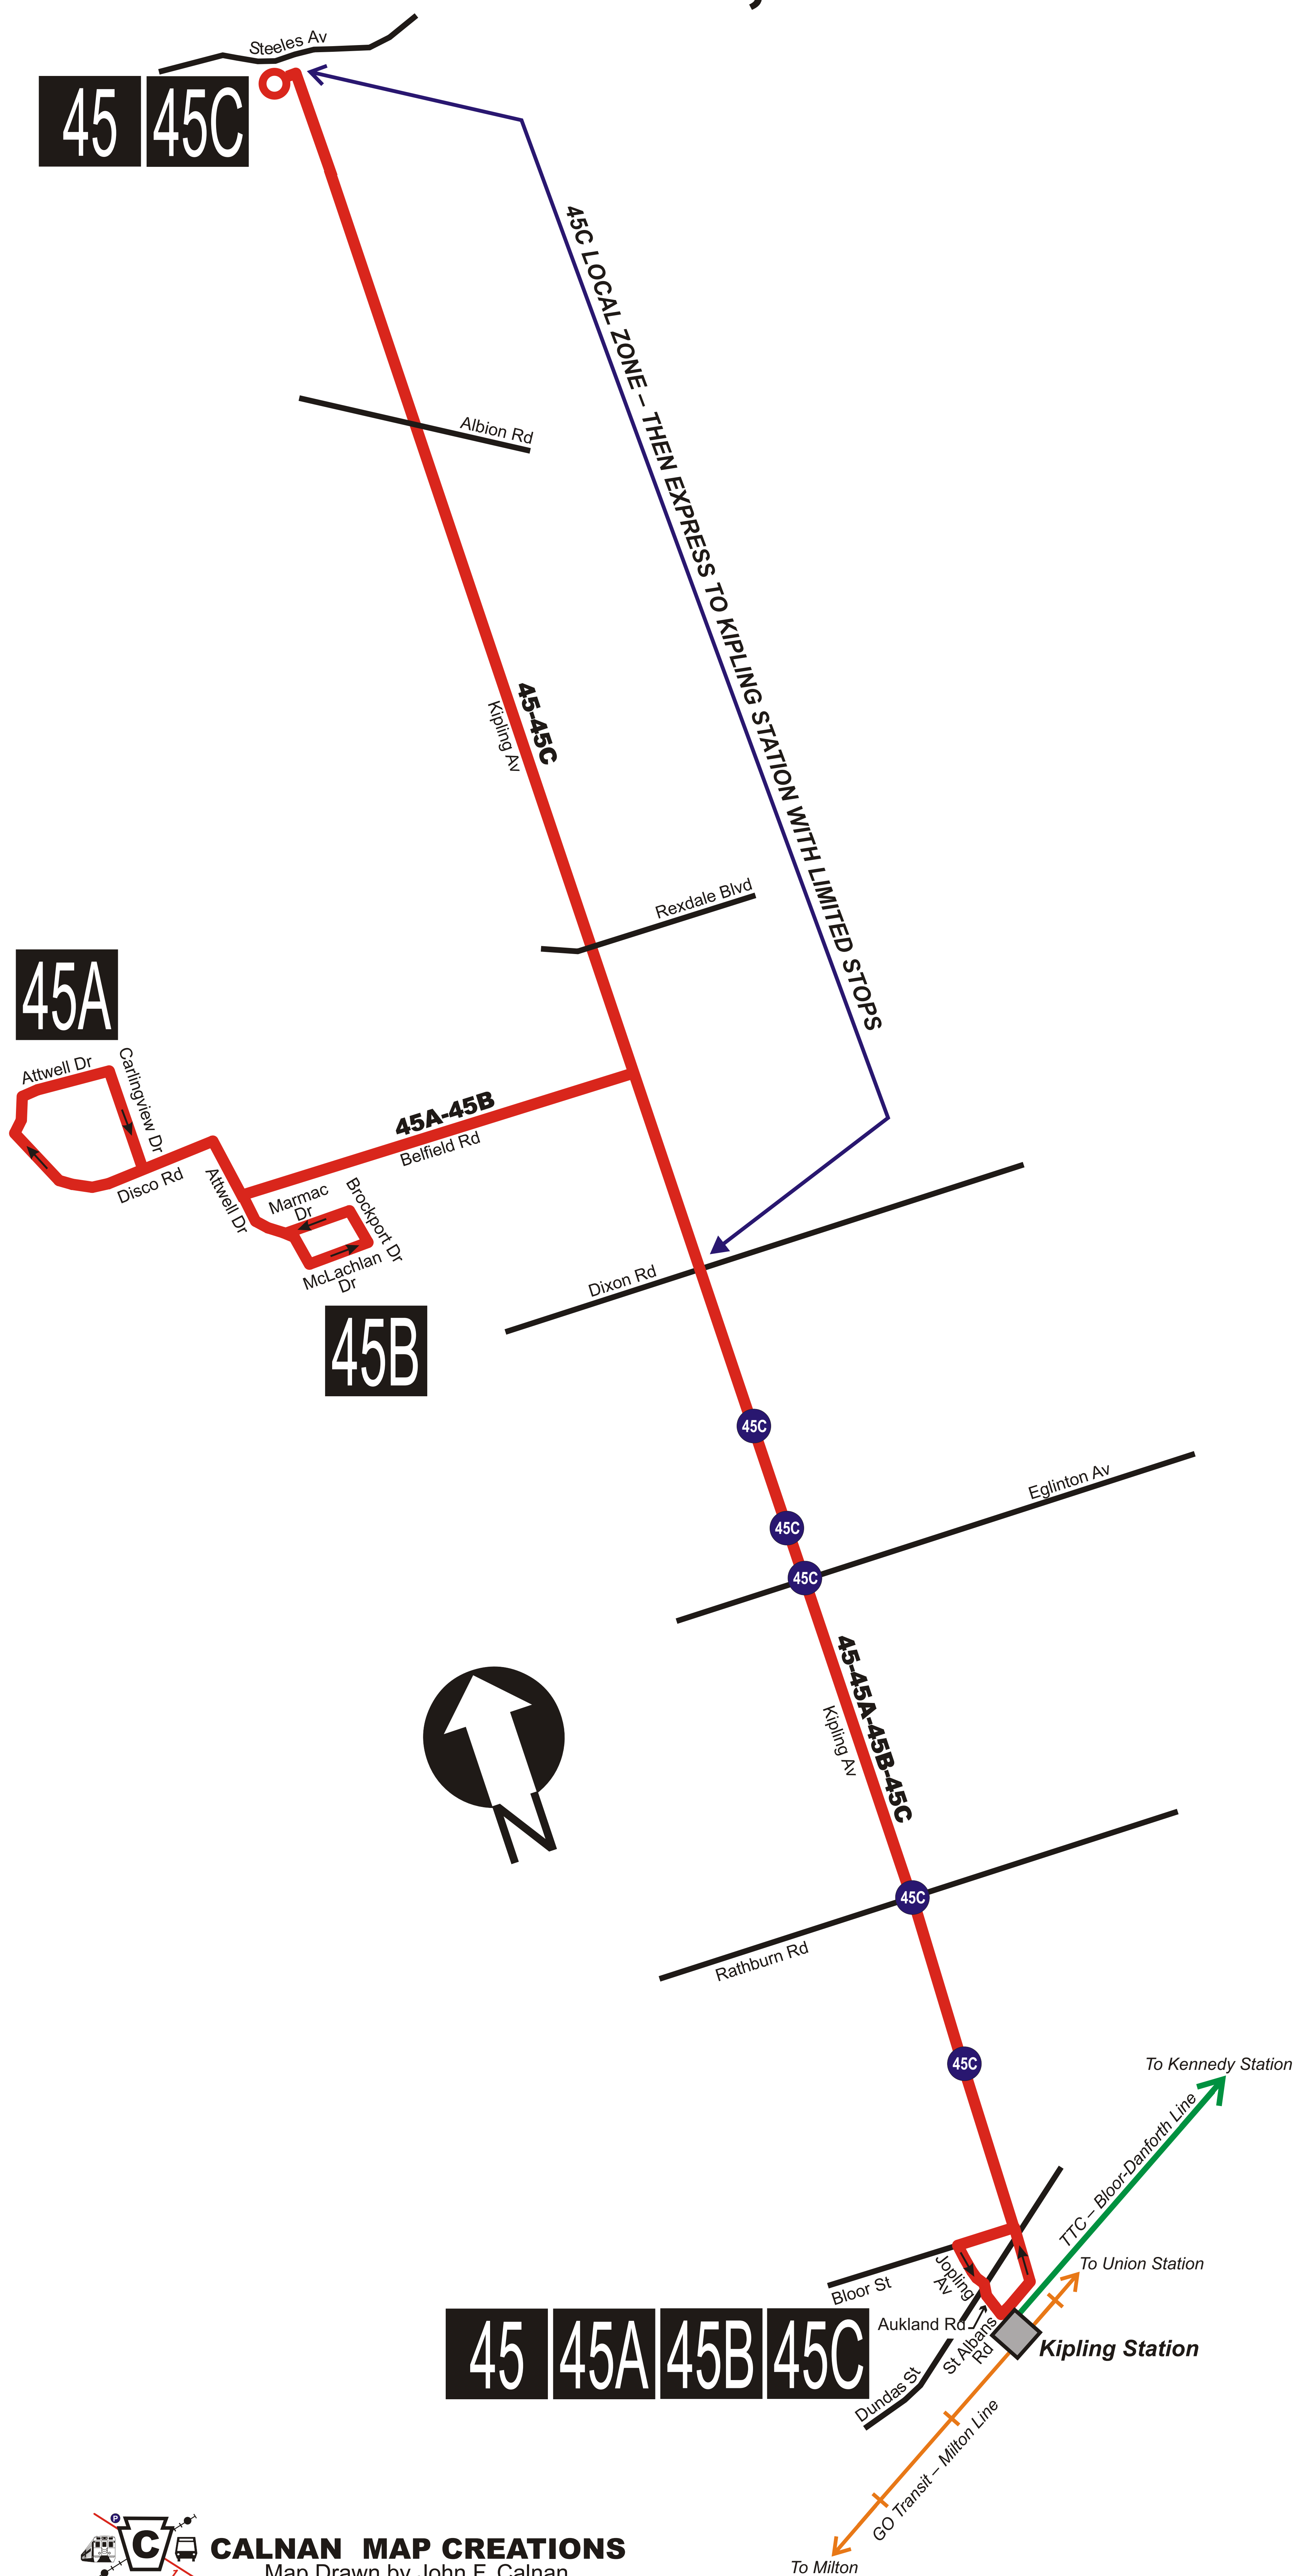 Steeles Av
45 45C
45C LOCAL ZONE – THEN EXPRESS TO KIPLING STATION WITH LIMITED STOPS
Albion Rd
45-45C
Kipling Av
Rexdale Blvd
45A
Attwell Dr
Carlingview Dr
45A-45B
Belfield Rd
Disco Rd
Attwell Dr
Marmac
Dr
Brockport Dr
McLachlan
Dr
45B
Dixon Rd
45C
Eglinton Av
45C
45C
45-45A-45B-45C
Kipling Av
N
45C
Rathburn Rd
45C
To Kennedy Station
TTC – Bloor-Danforth Line
To Union Station
Jopling
Av
Bloor St
Aukland Rd
St Albans
Rd
Kipling Station
45 45A 45B 45C
Dundas St
GO Transit – Milton Line
To Milton
P
C
CALNAN MAP CREATIONS
Map Drawn by John F. Calnan